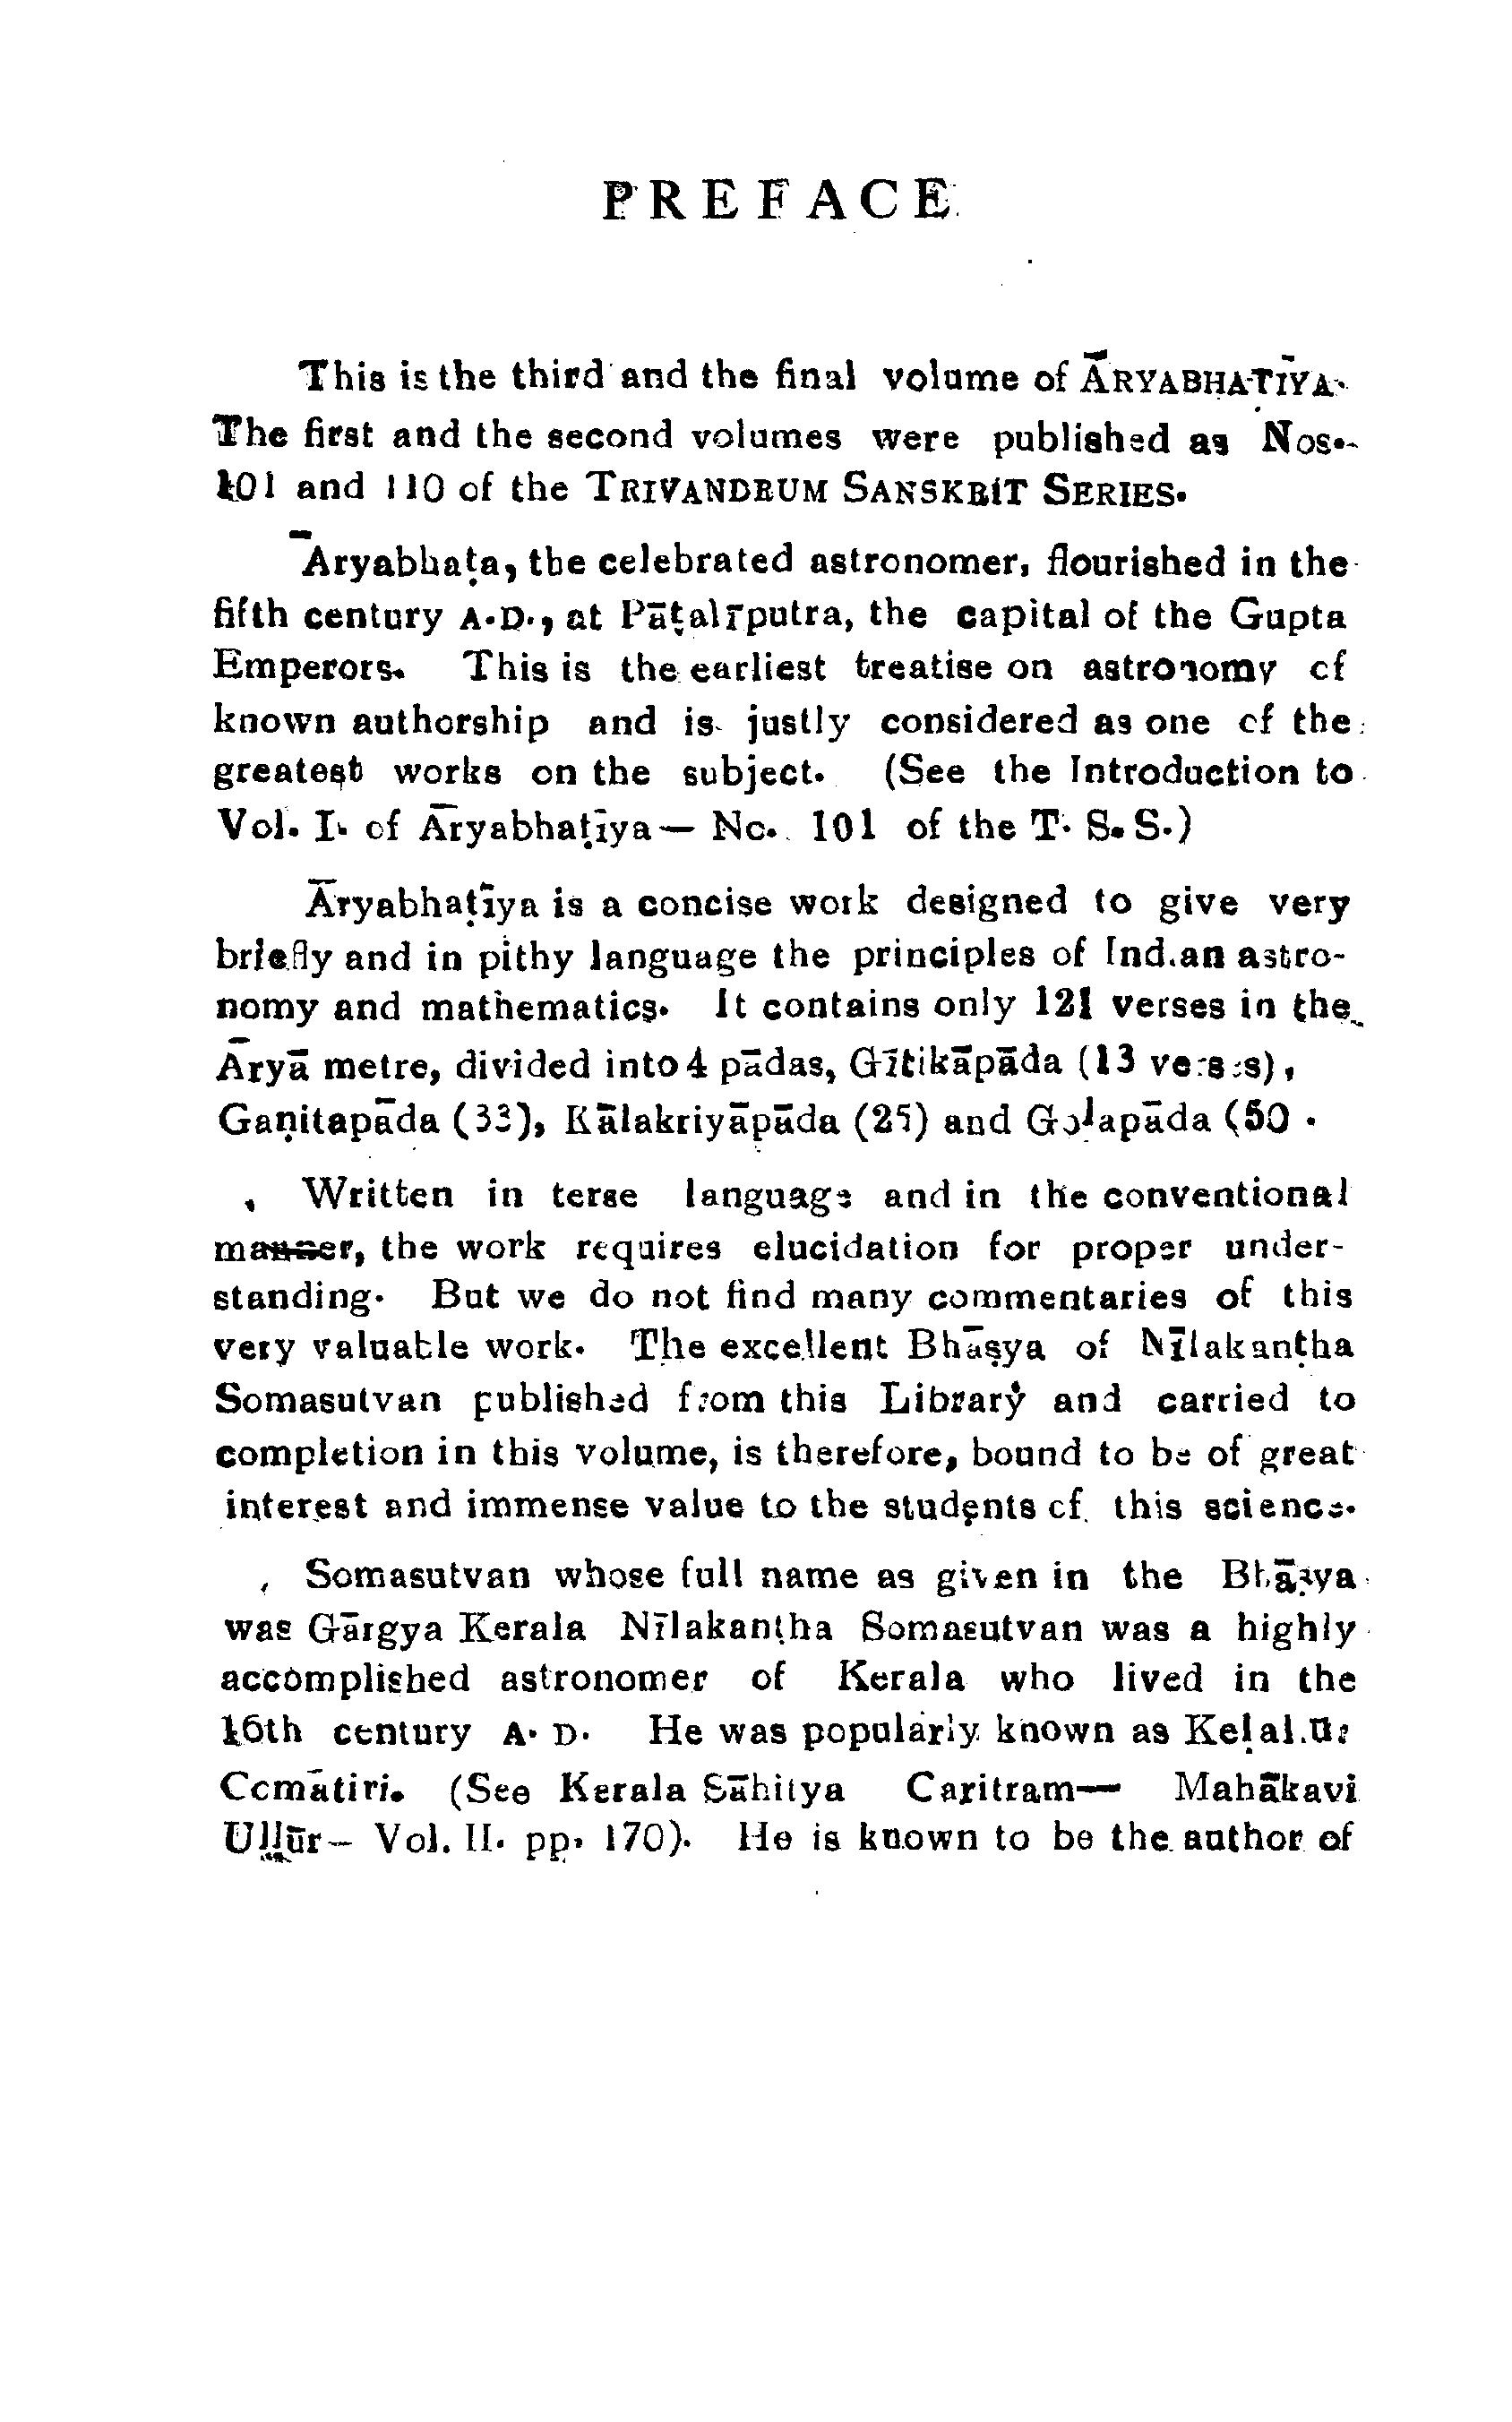 PREFACE
This is the third and the final volume of ĀRYABHAṬĪYA.
The first and the second volumes were published as Nos.
101 and 110 of the TRIVANDRUM SANSKRIT SERIES.
Āryabhaṭa, the celebrated astronomer, flourished in the
fifth century A.D., at Pāṭalīputra, the capital of the Gupta
Emperors. This is the earliest treatise on astronomy of
known authorship and is justly considered as one of the
greatest works on the subject. (See the Introduction to
Vol. I. of Āryabhaṭīya— No. 101 of the T. S. S.)
Āryabhaṭīya is a concise work designed to give very
briefly and in pithy language the principles of Indian astro-
nomy and mathematics. It contains only 121 verses in the
Āryā metre, divided into 4 pādas, Gītikāpāda (13 verses),
Gaṇitapāda (33), Kālakriyāpāda (25) and Golapāda (50 .
Written in terse language and in the conventional
manner, the work requires elucidation for proper under-
standing. But we do not find many commentaries of this
very valuable work. The excellent Bhāṣya of Nīlakanṭha
Somasutvan published from this Library and carried to
completion in this volume, is therefore, bound to be of great
interest and immense value to the students of this science.
Somasutvan whose full name as given in the Bhāṣya
was Gārgya Kerala Nīlakanṭha Somasutvan was a highly
accomplished astronomer of Kerala who lived in the
16th century A. D. He was popularly known as
Comātiri. (See Kerala Sāhitya Caritram— Mahākavi
Uḷḷūr— Vol. II. pp. 170). He is known to be the author of